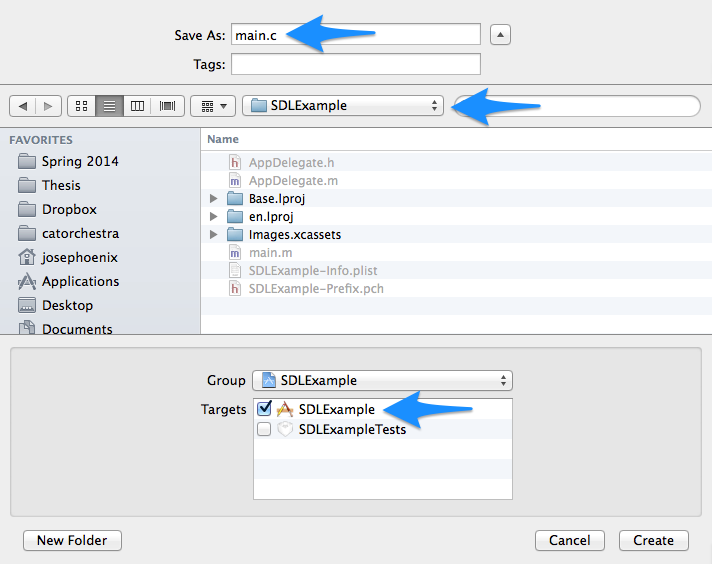 Save As: main.c
Tags:
SDLExample
FAVORITES
Spring 2014
Thesis
Dropbox
catorchestra
josephoenix
Applications
Desktop
Documents
Name
h AppDelegate.h
m AppDelegate.m
Base.lproj
en.lproj
Images.xcassets
m main.m
SDLExample-Info.plist
h SDLExample-Prefix.pch
Group SDLExample
Targets SDLExample
SDLExampleTests
New Folder Cancel Create